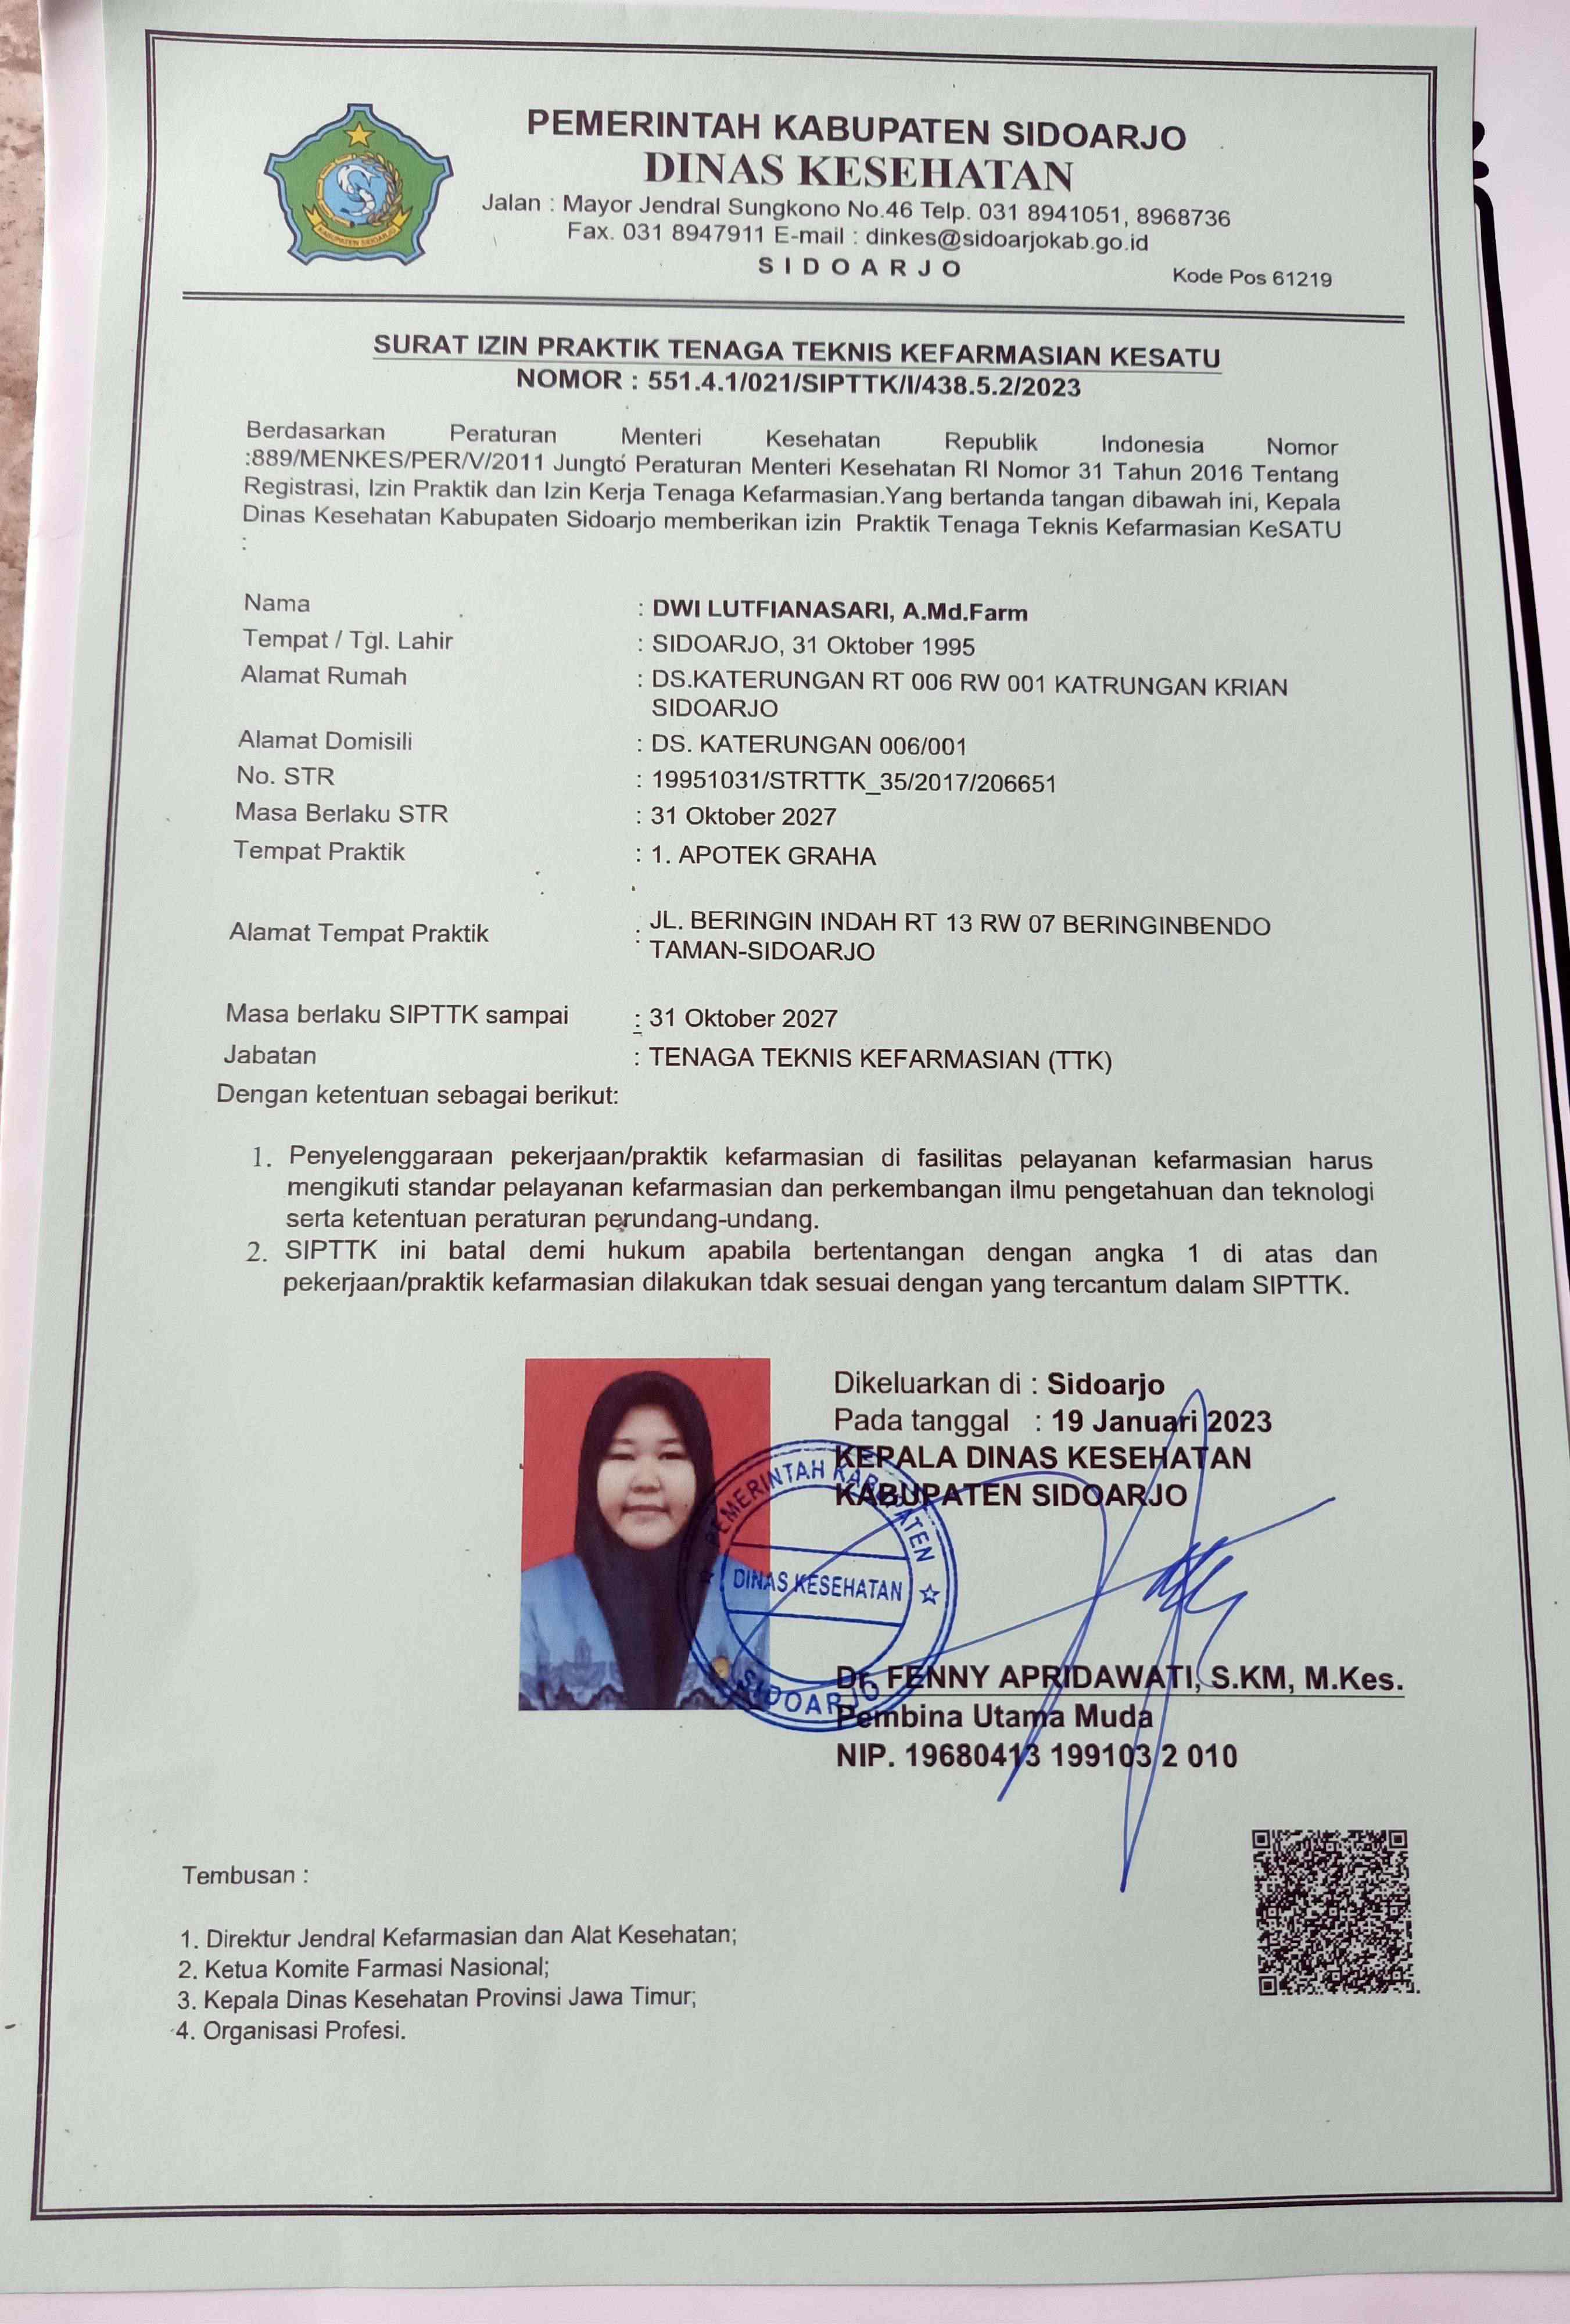 PEMERINTAH KABUPATEN SIDOARJO
DINAS KESEHATAN
Jalan : Mayor Jendral Sungkono No.46 Telp. 031 8941051, 8968736
Fax. 031 8947911 E-mail : dinkes@sidoarjokab.go.id
S I D O A R J O
Kode Pos 61219
KABUPATEN SIDOARJO
SURAT IZIN PRAKTIK TENAGA TEKNIS KEFARMASIAN KESATU
NOMOR : 551.4.1/021/SIPTTK/I/438.5.2/2023
Berdasarkan Peraturan Menteri Kesehatan Republik Indonesia Nomor
:889/MENKES/PER/V/2011 Jungto Peraturan Menteri Kesehatan RI Nomor 31 Tahun 2016 Tentang
Registrasi, Izin Praktik dan Izin Kerja Tenaga Kefarmasian.Yang bertanda tangan dibawah ini, Kepala
Dinas Kesehatan Kabupaten Sidoarjo memberikan izin Praktik Tenaga Teknis Kefarmasian KeSATU
:
Nama : DWI LUTFIANASARI, A.Md.Farm
Tempat / Tgl. Lahir : SIDOARJO, 31 Oktober 1995
Alamat Rumah : DS.KATERUNGAN RT 006 RW 001 KATRUNGAN KRIAN
SIDOARJO
Alamat Domisili : DS. KATERUNGAN 006/001
No. STR : 19951031/STRTTK_35/2017/206651
Masa Berlaku STR : 31 Oktober 2027
Tempat Praktik : 1. APOTEK GRAHA
Alamat Tempat Praktik : JL. BERINGIN INDAH RT 13 RW 07 BERINGINBENDO
TAMAN-SIDOARJO
Masa berlaku SIPTTK sampai : 31 Oktober 2027
Jabatan : TENAGA TEKNIS KEFARMASIAN (TTK)
Dengan ketentuan sebagai berikut:
1. Penyelenggaraan pekerjaan/praktik kefarmasian di fasilitas pelayanan kefarmasian harus
mengikuti standar pelayanan kefarmasian dan perkembangan ilmu pengetahuan dan teknologi
serta ketentuan peraturan perundang-undang.
2. SIPTTK ini batal demi hukum apabila bertentangan dengan angka 1 di atas dan
pekerjaan/praktik kefarmasian dilakukan tdak sesuai dengan yang tercantum dalam SIPTTK.
Dikeluarkan di : Sidoarjo
Pada tanggal : 19 Januari 2023
KEPALA DINAS KESEHATAN
KABUPATEN SIDOARJO
PEMERINTAH KABUPATEN
DINAS KESEHATAN
SIDOARJO
Dr. FENNY APRIDAWATI, S.KM, M.Kes.
Pembina Utama Muda
NIP. 19680413 199103 2 010
Tembusan :
1. Direktur Jendral Kefarmasian dan Alat Kesehatan;
2. Ketua Komite Farmasi Nasional;
3. Kepala Dinas Kesehatan Provinsi Jawa Timur;
4. Organisasi Profesi.